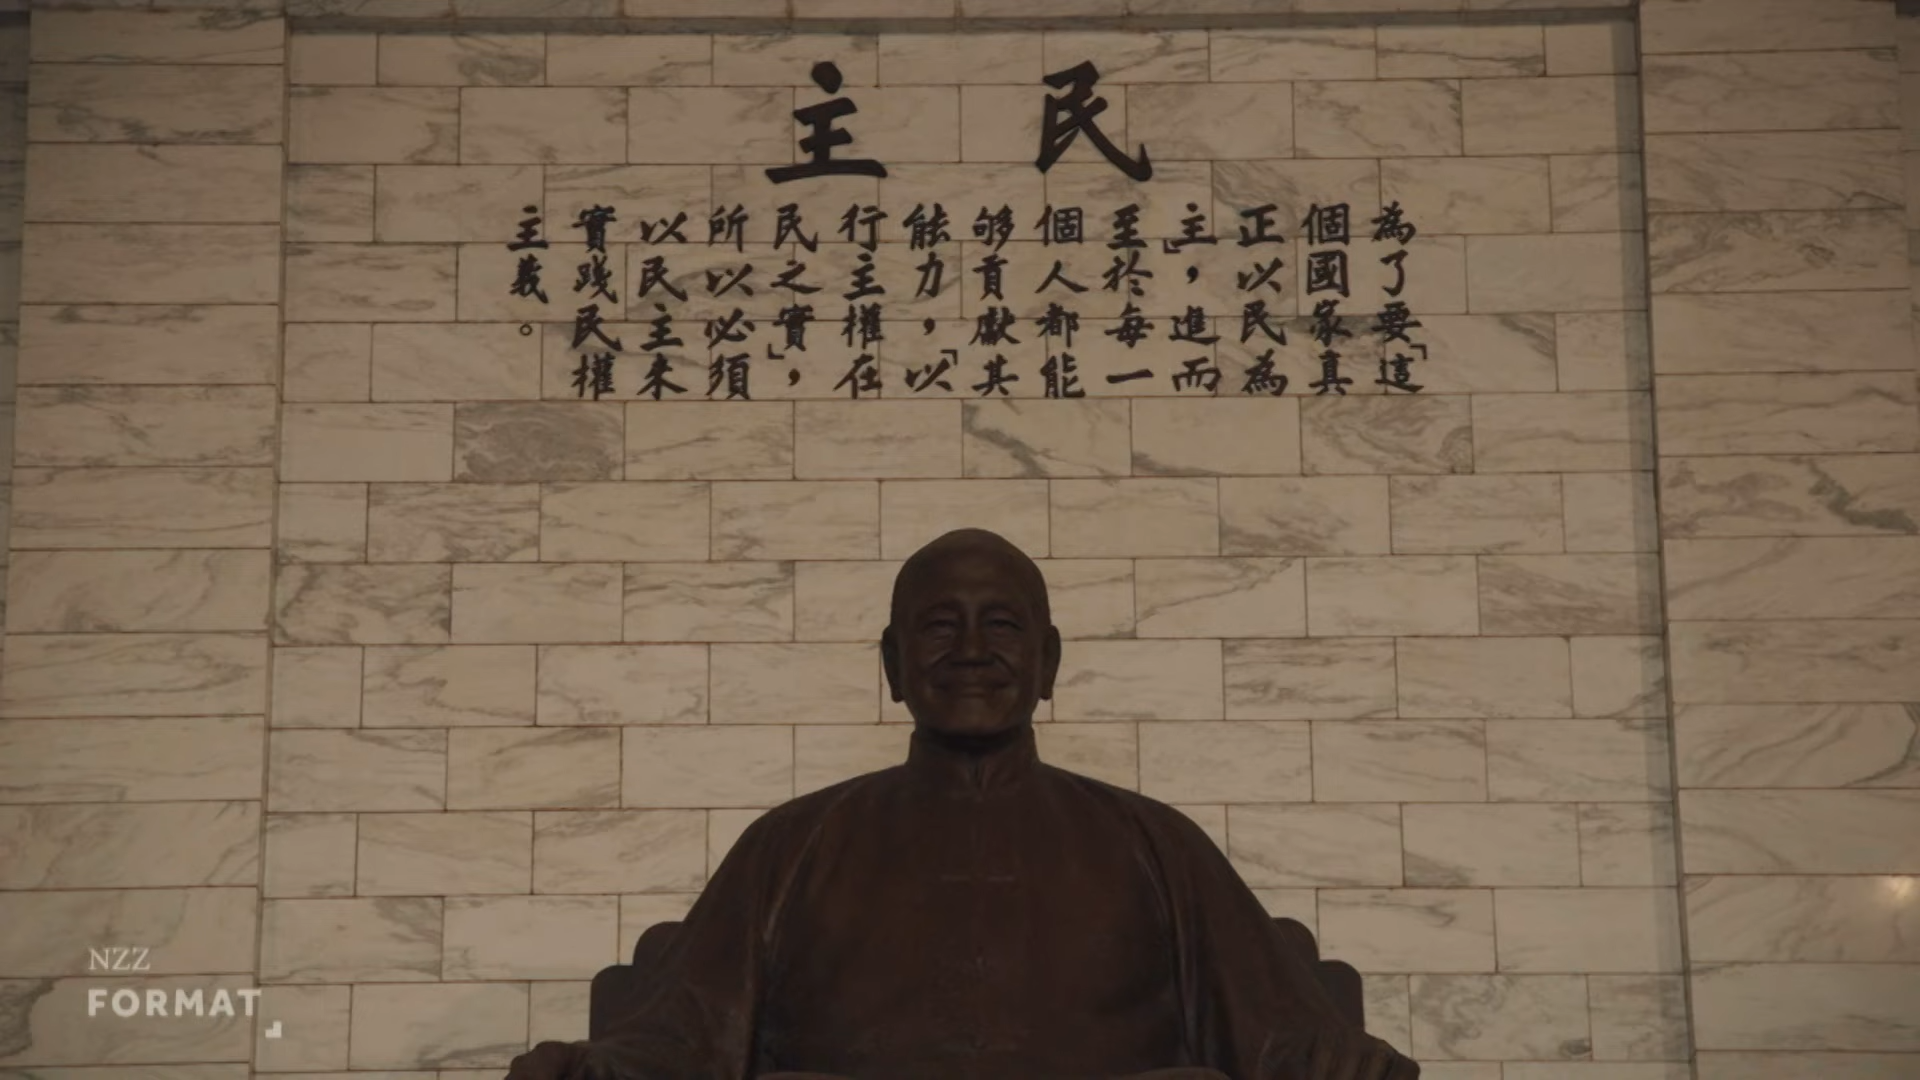 民主
為了要「這
個國家真
正以民為
主」，進而
至於每一
個人都能
够貢獻其
能力，「以
行主權在
民之實」，
所以必須
以民主來
實踐民權
主義。
NZZ
FORMAT